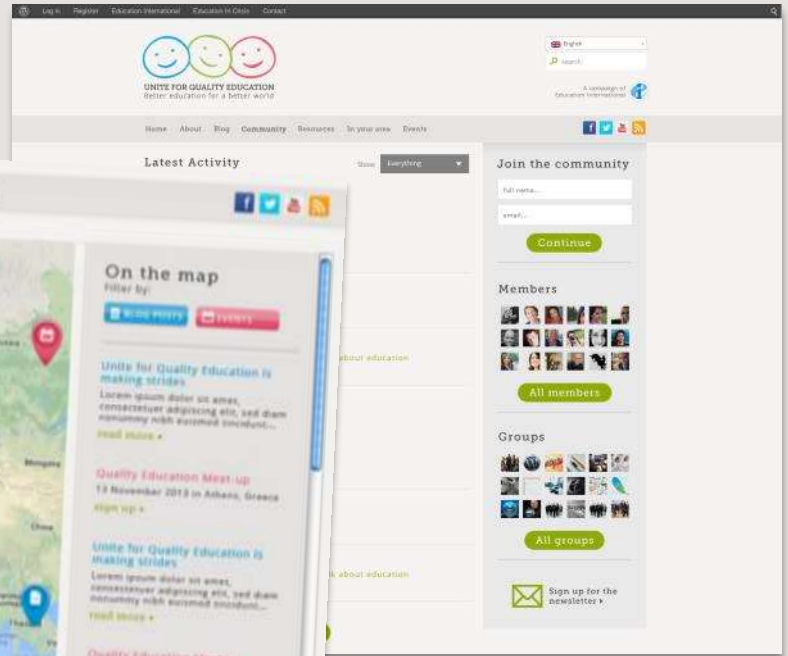 Log in Register Education International Education In Crisis Contact
English
search
UNITE FOR QUALITY EDUCATION
Better education for a better world
A campaign of
Education International
Home About Blog Community Resources In your area Events
Latest Activity
Show Everything
Join the community
full name...
email...
Continue
Members
All members
Groups
All groups
Sign up for the
newsletter
about education
k about education
On the map
Filter by:
BLOG POSTS EVENTS
Unite for Quality Education is
making strides
Lorem ipsum dolor sit amet,
consectetuer adipiscing elit, sed diam
nonummy nibh euismod tincidunt...
read more
Quality Education Meet-up
13 November 2013 in Athens, Greece
sign up
Unite for Quality Education is
making strides
Lorem ipsum dolor sit amet,
consectetuer adipiscing elit, sed diam
nonummy nibh euismod tincidunt...
read more
Mongolia
China